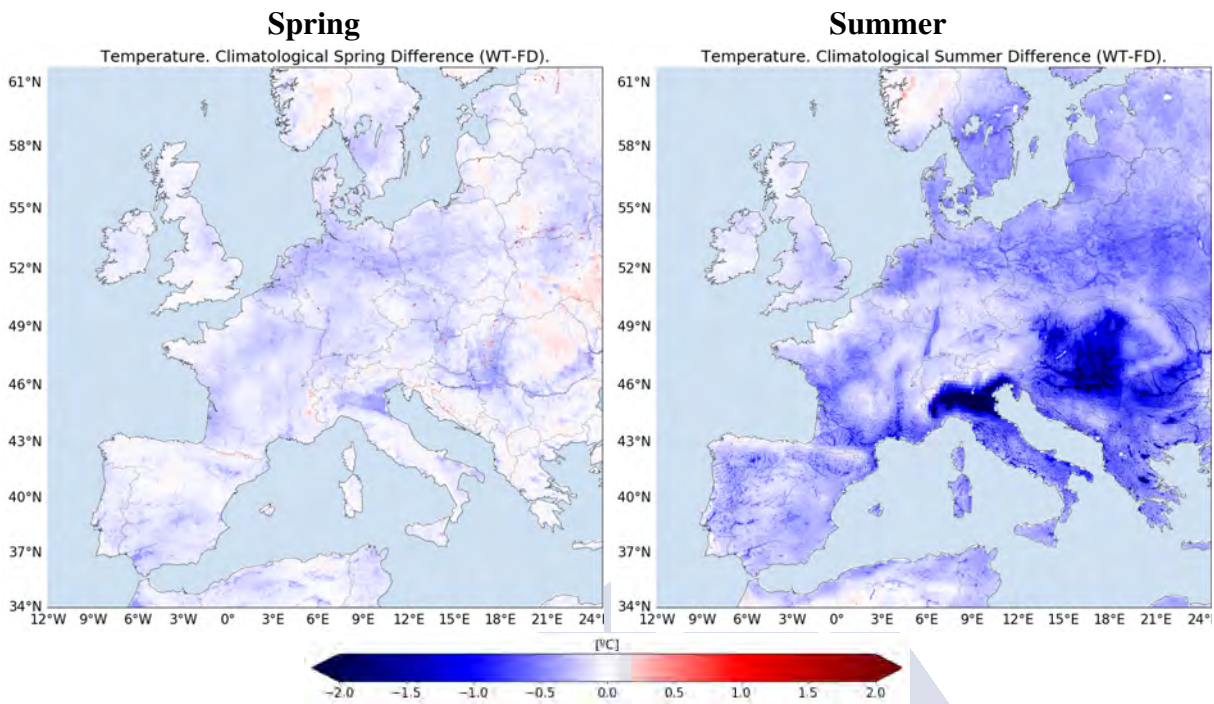 Spring
Summer
Temperature. Climatological Spring Difference (WT-FD).
Temperature. Climatological Summer Difference (WT-FD).
61°N
58°N
55°N
52°N
49°N
46°N
43°N
40°N
37°N
34°N
12°W 9°W 6°W 3°W 0° 3°E 6°E 9°E 12°E 15°E 18°E 21°E 24°
61°N
58°N
55°N
52°N
49°N
46°N
43°N
40°N
37°N
34°N
12°W 9°W 6°W 3°W 0° 3°E 6°E 9°E 12°E 15°E 18°E 21°E 24°E
[ºC]
−2.0 −1.5 −1.0 −0.5 0.0 0.5 1.0 1.5 2.0